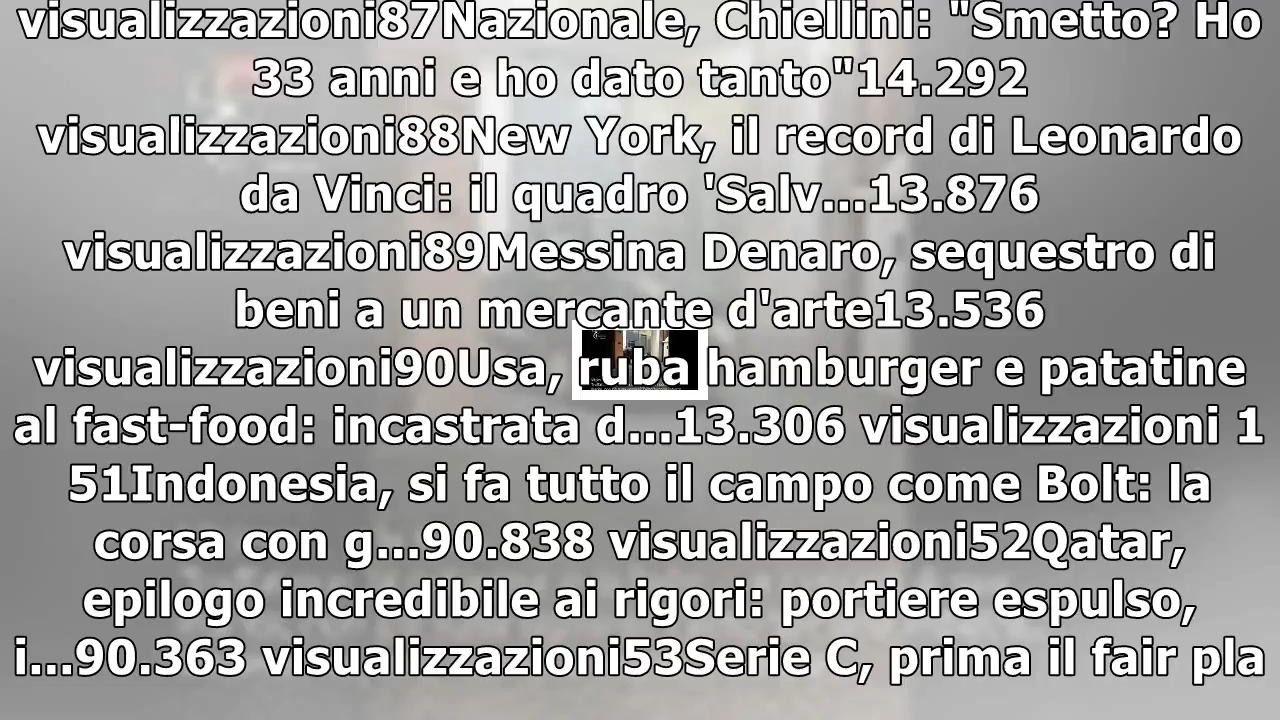 visualizzazioni87Nazionale, Chiellini: "Smetto? Ho
33 anni e ho dato tanto"14.292
visualizzazioni88New York, il record di Leonardo
da Vinci: il quadro 'Salv...13.876
visualizzazioni89Messina Denaro, sequestro di
beni a un mercante d'arte13.536
visualizzazioni90Usa, ruba hamburger e patatine
al fast-food: incastrata d...13.306 visualizzazioni 1
51Indonesia, si fa tutto il campo come Bolt: la
corsa con g...90.838 visualizzazioni52Qatar,
epilogo incredibile ai rigori: portiere espulso,
i...90.363 visualizzazioni53Serie C, prima il fair pla